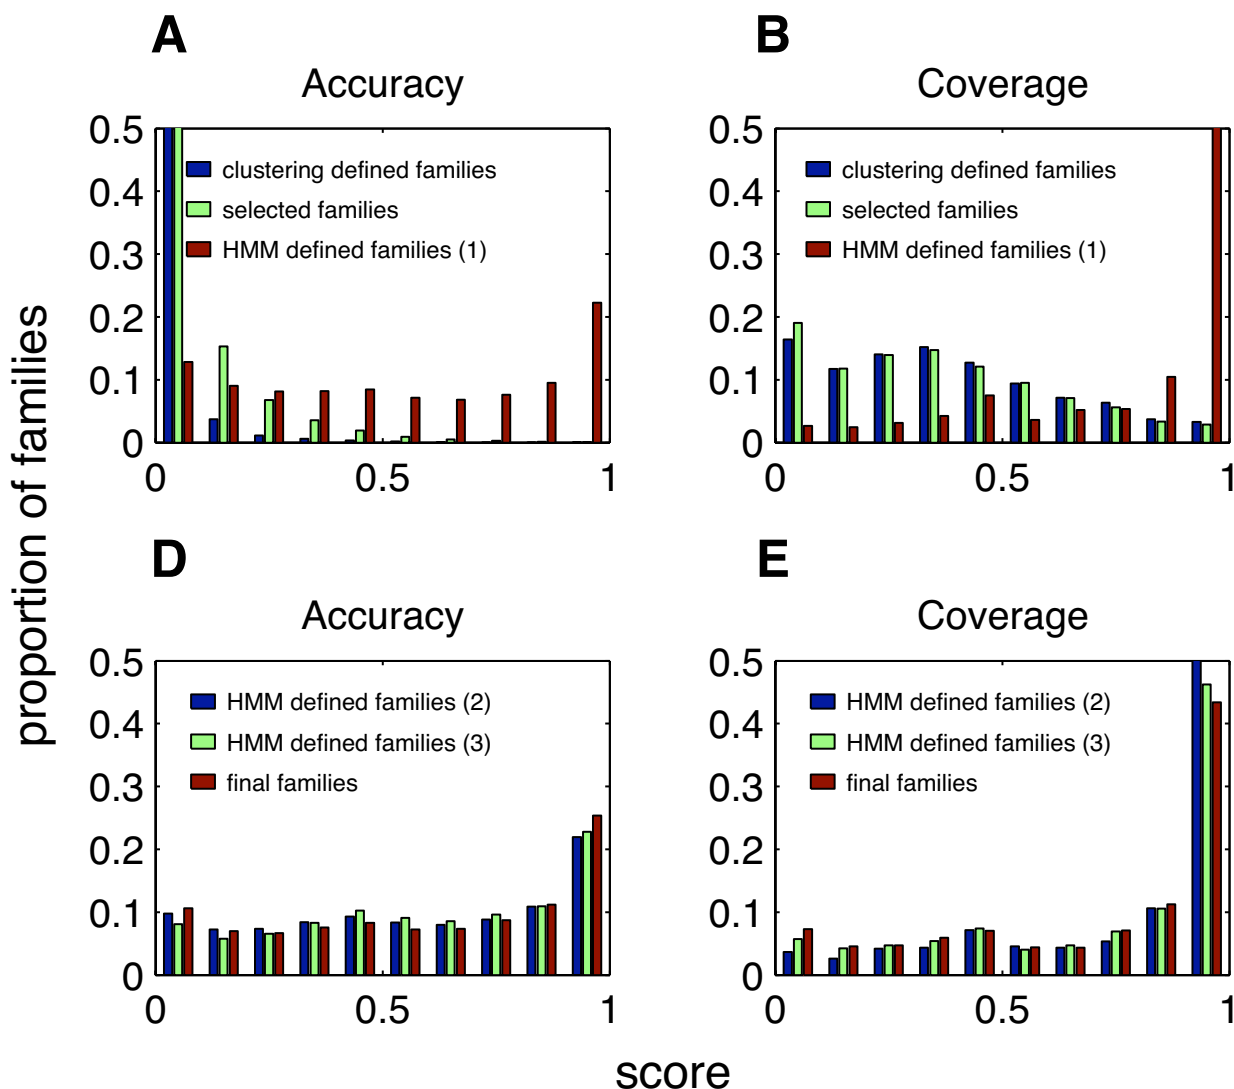 A
B
Accuracy
Coverage
0.5
0.4
0.3
0.2
0.1
0
clustering defined families
selected families
HMM defined families (1)
0
0.5
1
0.5
0.4
0.3
0.2
0.1
0
clustering defined families
selected families
HMM defined families (1)
0
0.5
1
proportion of families
D
E
Accuracy
Coverage
0.5
0.4
0.3
0.2
0.1
0
HMM defined families (2)
HMM defined families (3)
final families
0
0.5
1
0.5
0.4
0.3
0.2
0.1
0
HMM defined families (2)
HMM defined families (3)
final families
0
0.5
1
score